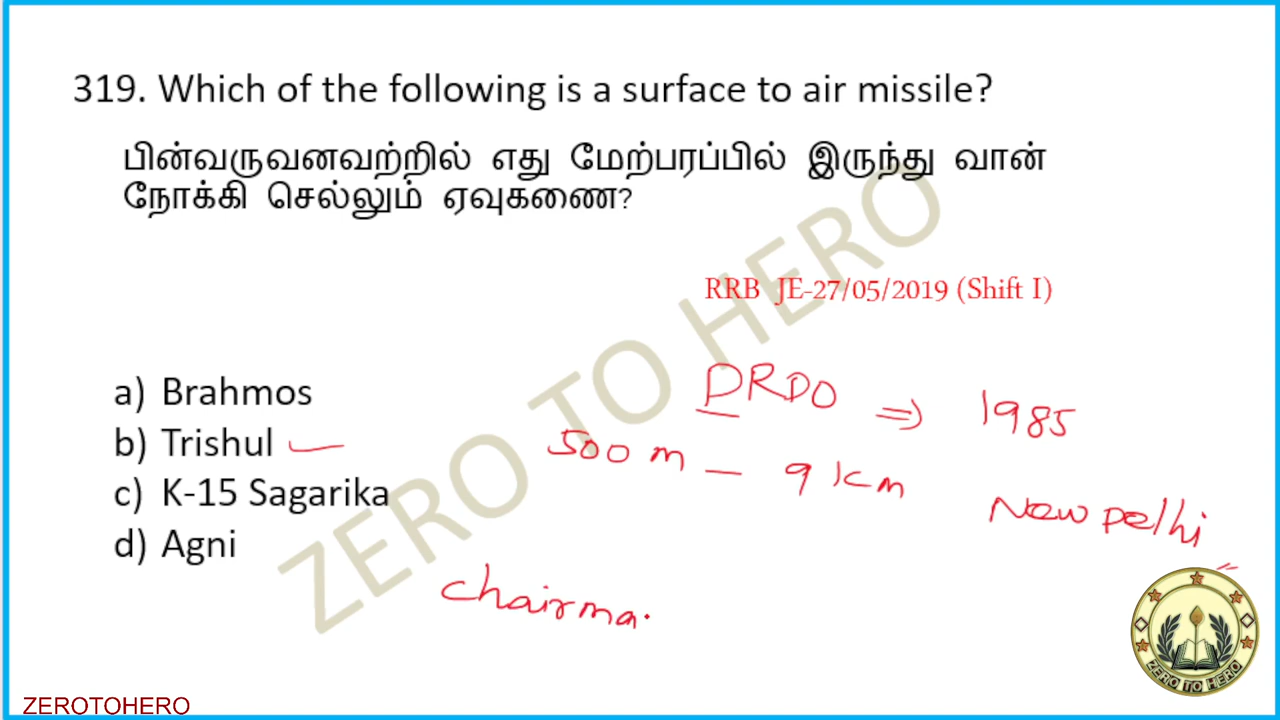 319. Which of the following is a surface to air missile?
பின்வருவனவற்றில் எது மேற்பரப்பில் இருந்து வான்
நோக்கி செல்லும் ஏவுகணை?
RRB JE-27/05/2019 (Shift I)
a) Brahmos
b) Trishul
c) K-15 Sagarika
d) Agni
DRDO ⇒ 1985
500 m – 9 km
New Delhi
chairma.
ZERO TO HERO
ZERO TO HERO
ZEROTOHERO